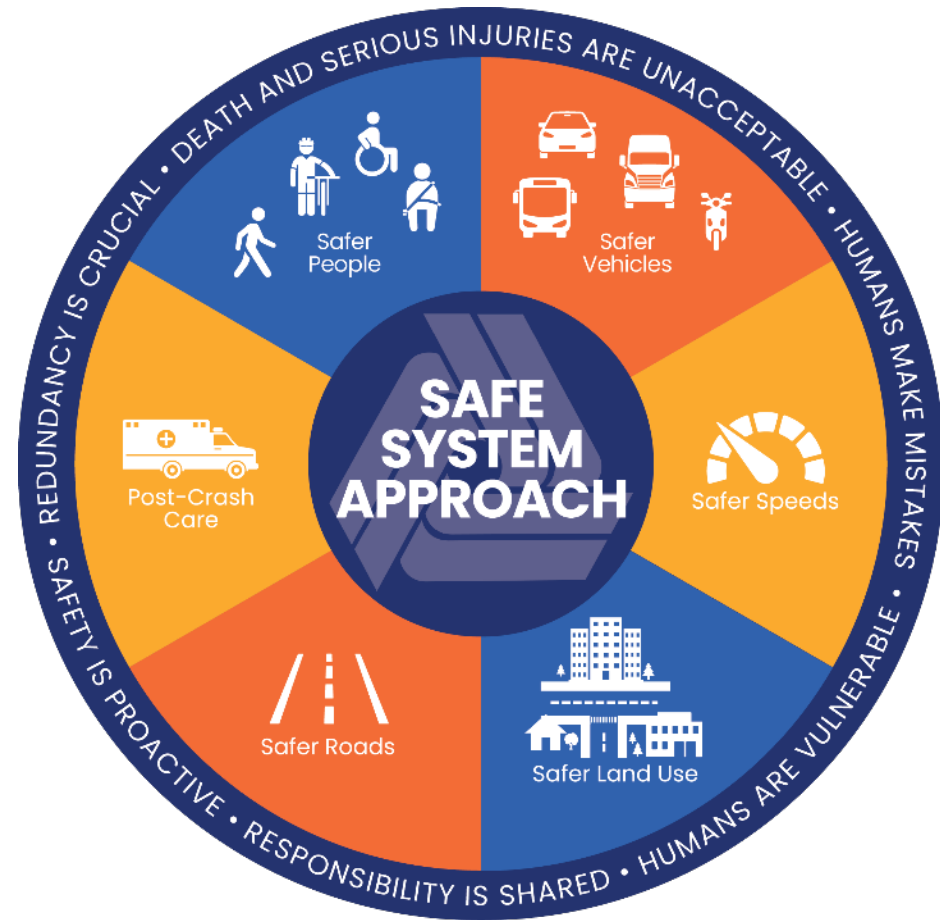 DEATH AND SERIOUS INJURIES ARE UNACCEPTABLE • HUMANS MAKE MISTAKES • HUMANS ARE VULNERABLE • RESPONSIBILITY IS SHARED • SAFETY IS PROACTIVE • REDUNDANCY IS CRUCIAL •
Safer
People
Safer
Vehicles
SAFE
SYSTEM
APPROACH
Post-Crash
Care
Safer Speeds
Safer Roads
Safer Land Use